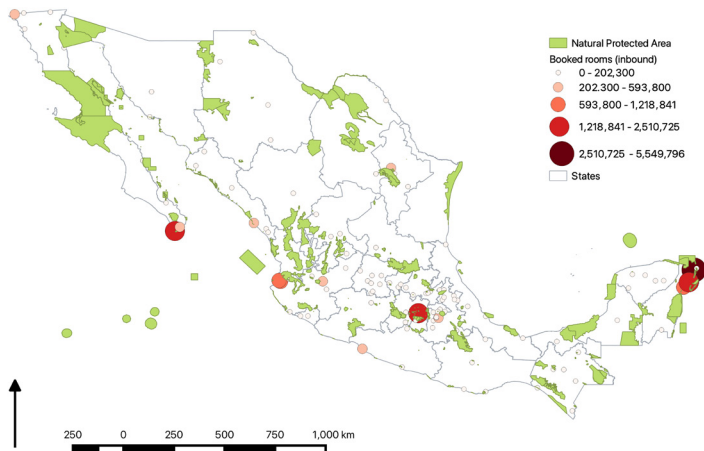 Natural Protected Area
Booked rooms (inbound)
0 - 202,300
202.300 - 593,800
593,800 - 1,218,841
1,218,841 - 2,510,725
2,510,725 - 5,549,796
States
250 0 250 500 750 1,000 km